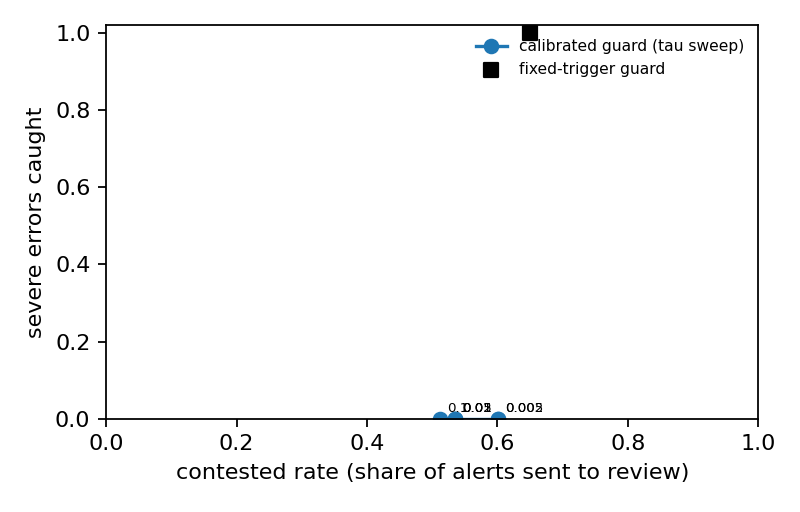 1.0
calibrated guard (tau sweep)
fixed-trigger guard
0.8
0.6
0.4
0.2
0.0
severe errors caught
0.0 0.2 0.4 0.6 0.8 1.0
contested rate (share of alerts sent to review)